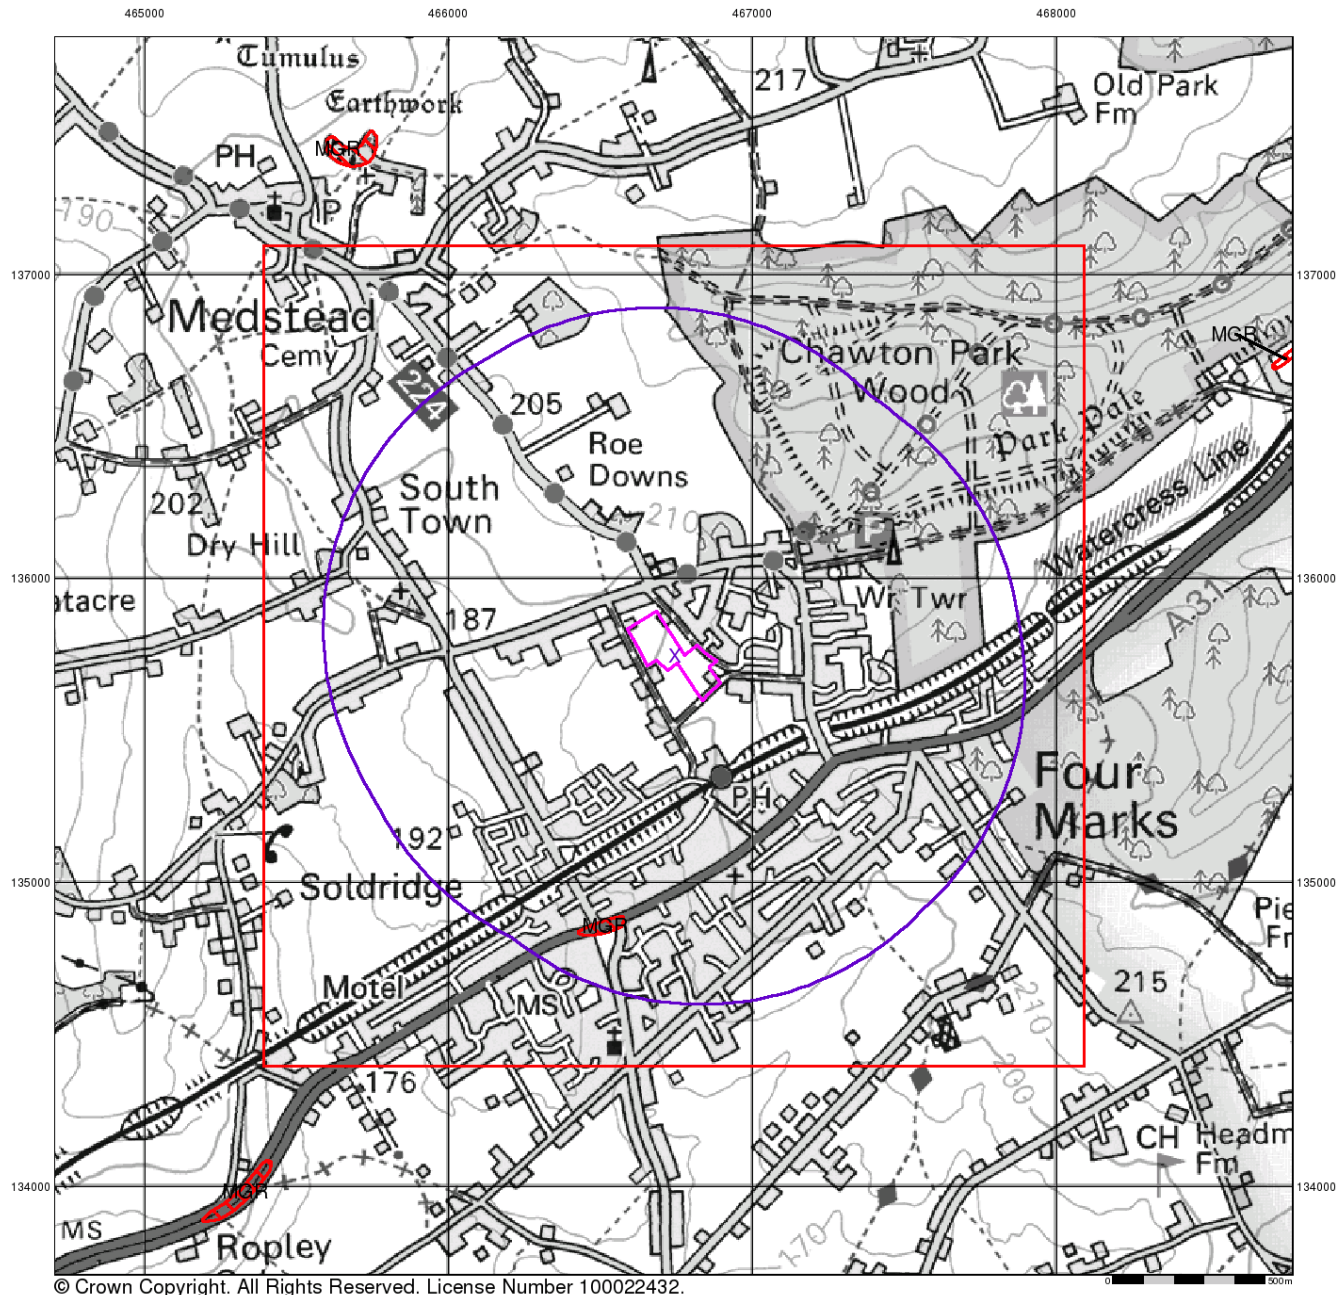 465000
466000
467000
468000
Tumulus
217
Old Park
Fm
Earthwork
MGR
PH
P
190
137000
137000
Medstead
Cemy
MGR
Chawton Park
Wood
224
205
Park Pale
Roe
Downs
South
Town
202
210
P
Watercress Line
Dry Hill
136000
136000
atacre
187
Wr Twr
A 31
Four
Marks
PH
192
135000
135000
Soldridge
MGR
Pie
Fr
Motel
MS
215
210
176
200
CH
Headm
Fm
134000
134000
MGR
MS
Ropley
170
© Crown Copyright. All Rights Reserved. License Number 100022432.
0
500m